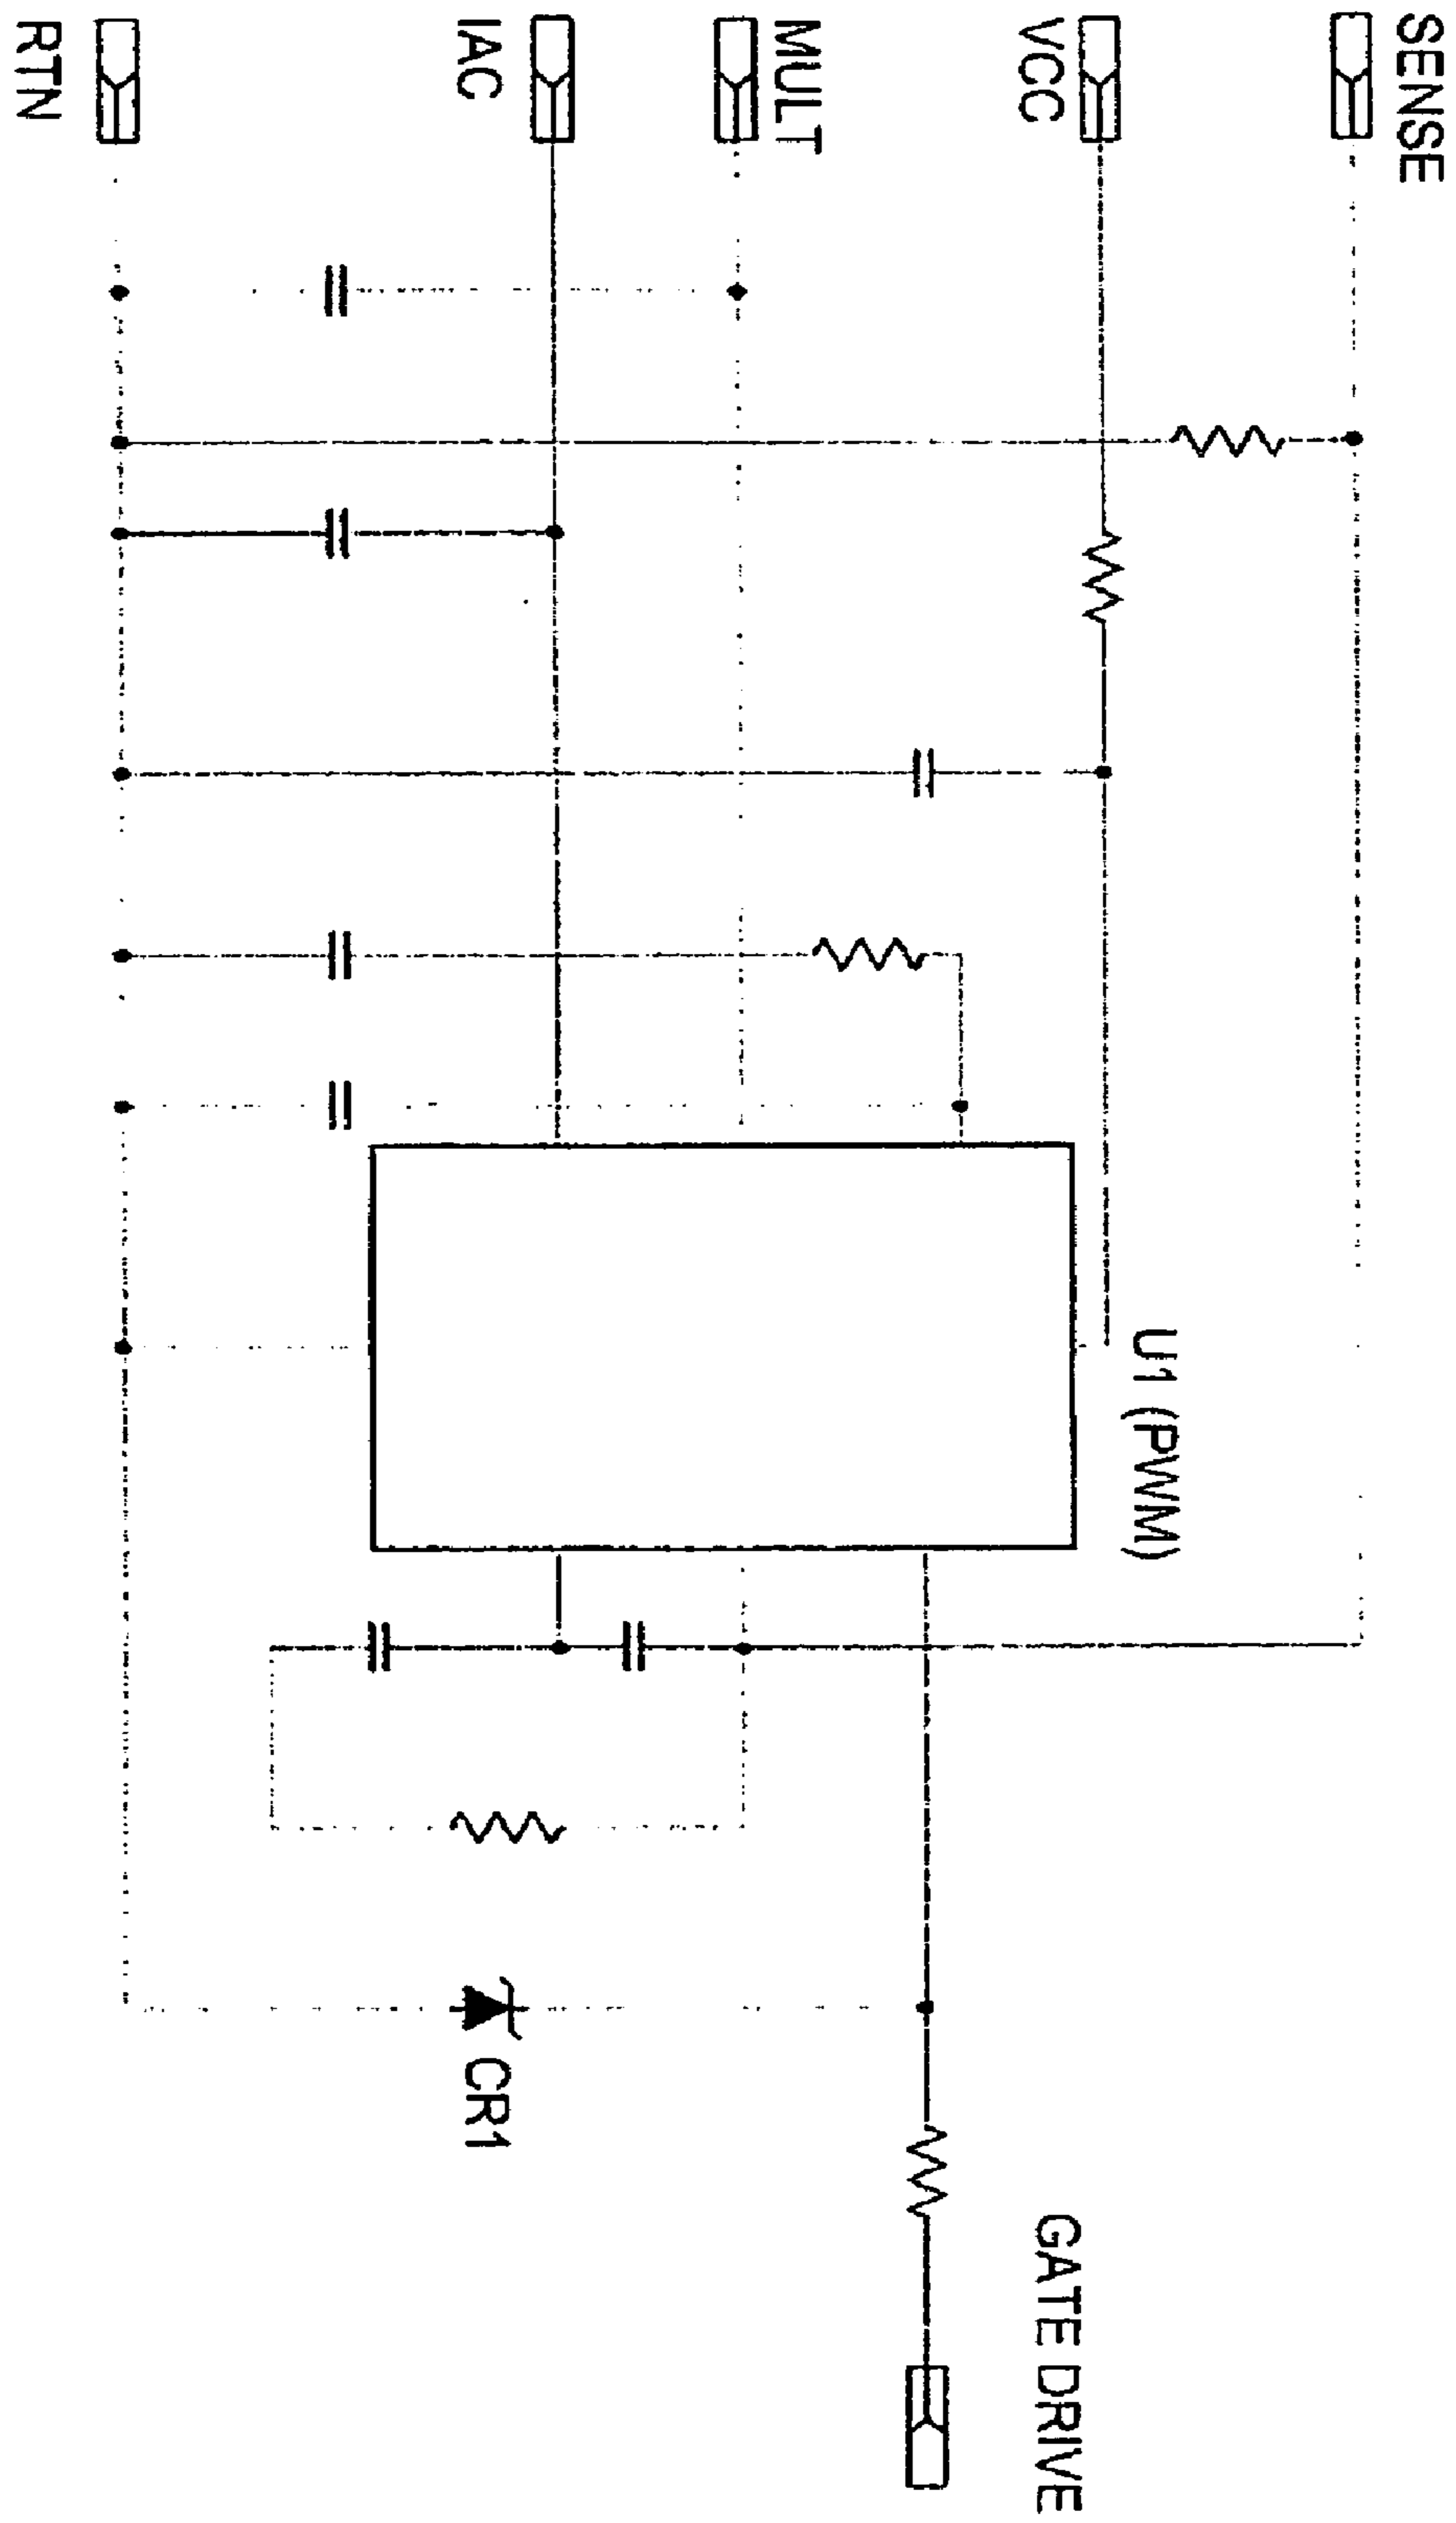 SENSE
VCC
MULT
IAC
RTN
U1 (PWM)
CR1
GATE DRIVE